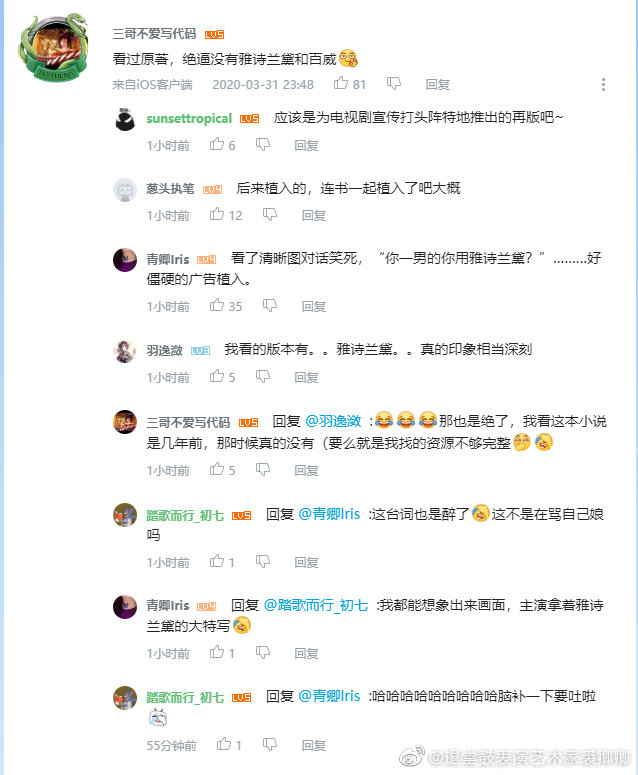 三哥不爱写代码 LV5
看过原著，绝逼没有雅诗兰黛和百威
来自iOS客户端 2020-03-31 23:48 81 回复
sunsettropical LV5 应该是为电视剧宣传打头阵特地推出的再版吧~
1小时前 6 回复
葱头执笔 LV4 后来植入的，连书一起植入了吧大概
1小时前 12 回复
青卿Iris LV4 看了清晰图对话笑死，“你一男的你用雅诗兰黛？”………好
僵硬的广告植入。
1小时前 35 回复
羽逸潋 LV3 我看的版本有。。雅诗兰黛。。真的印象相当深刻
1小时前 5 回复
三哥不爱写代码 LV5 回复 @羽逸潋 :😂😂😂那也是绝了，我看这本小说
是几年前，那时候真的没有（要么就是我找的资源不够完整
1小时前 5 回复
踏歌而行_初七 LV5 回复 @青卿Iris :这台词也是醉了🤣这不是在骂自己娘
吗
1小时前 1 回复
青卿Iris LV4 回复 @踏歌而行_初七 :我都能想象出来画面，主演拿着雅诗
兰黛的大特写🤣
1小时前 1 回复
踏歌而行_初七 LV5 回复 @青卿Iris :哈哈哈哈哈哈哈哈哈脑补一下要吐啦
55分钟前 1 回复
@退堂鼓表演艺术家裘卿卿